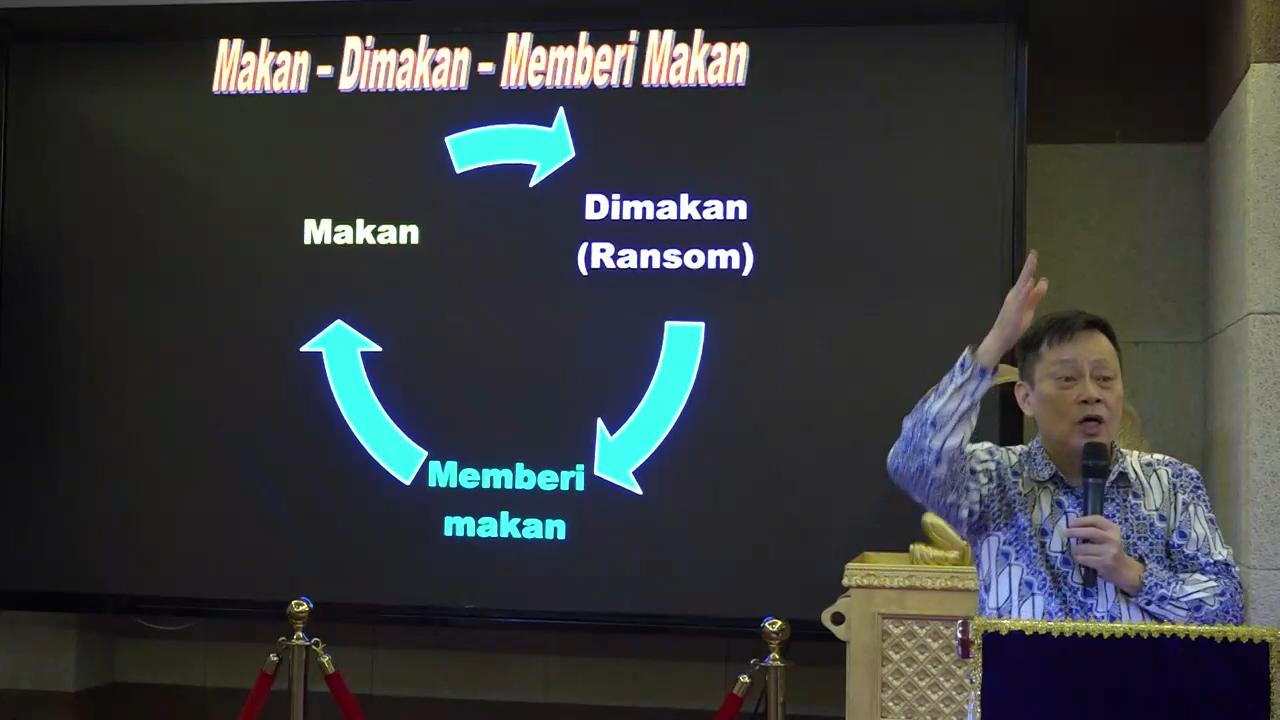 Makan – Dimakan – Memberi Makan
Makan
Dimakan
(Ransom)
Memberi
makan